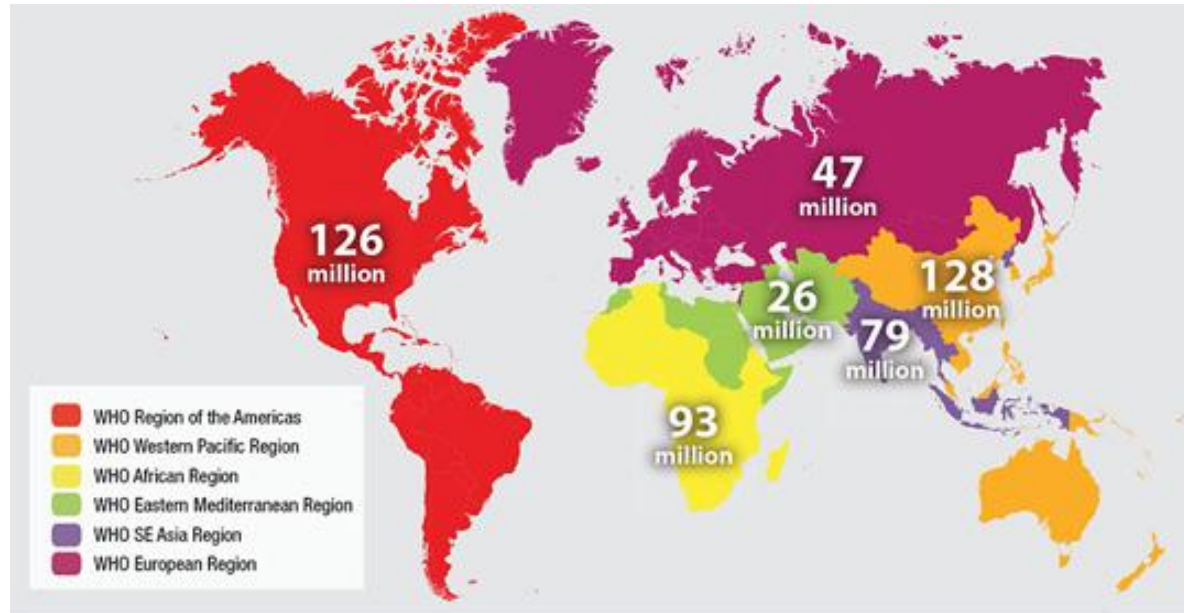 47
million
126
million
128
million
26
million
79
million
93
million
WHO Region of the Americas
WHO Western Pacific Region
WHO African Region
WHO Eastern Mediterranean Region
WHO SE Asia Region
WHO European Region